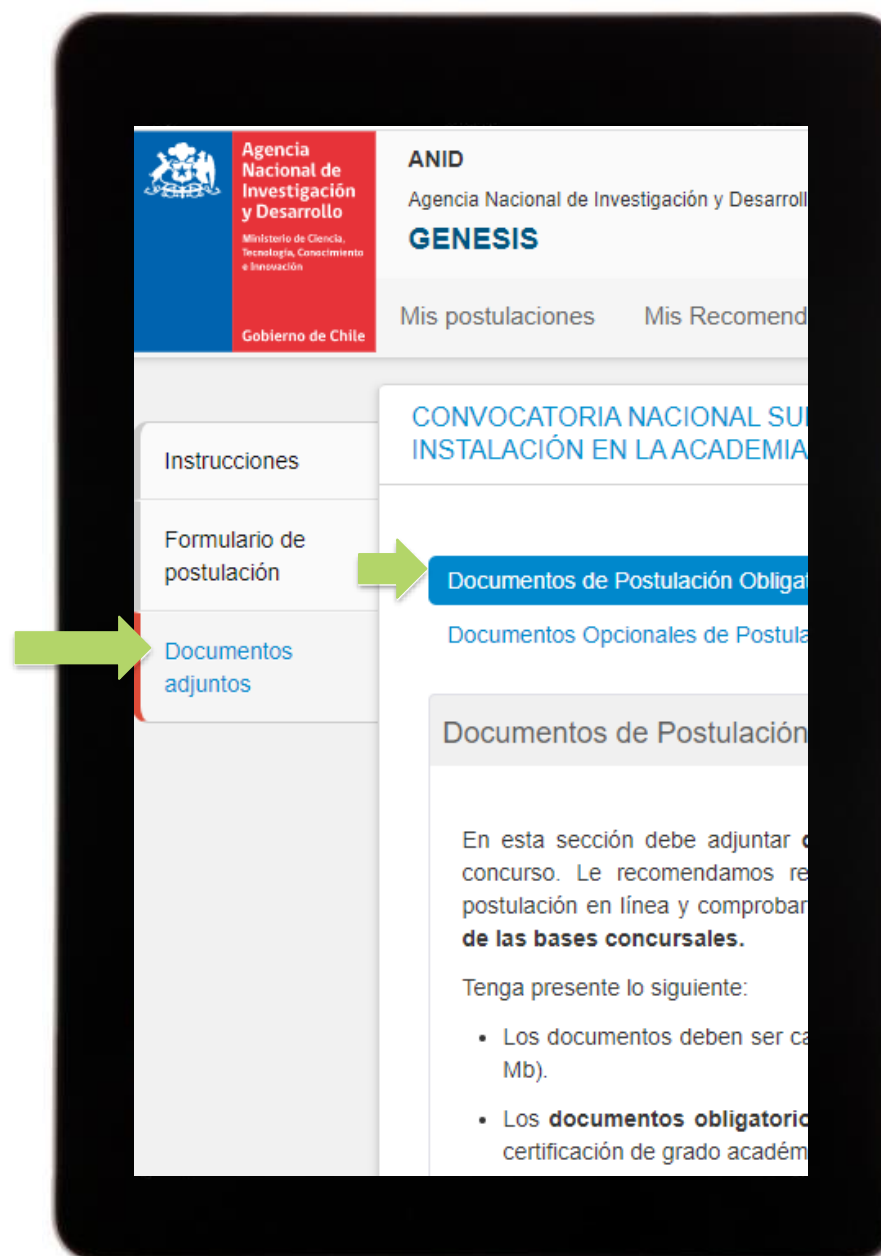 Agencia
Nacional de
Investigación
y Desarrollo
Ministerio de Ciencia,
Tecnología, Conocimiento
e Innovación
Gobierno de Chile
ANID
Agencia Nacional de Investigación y Desarroll
GENESIS
Mis postulaciones Mis Recomend
CONVOCATORIA NACIONAL SU
INSTALACIÓN EN LA ACADEMIA
Instrucciones
Formulario de
postulación
Documentos
adjuntos
Documentos de Postulación Obligat
Documentos Opcionales de Postula
Documentos de Postulación
En esta sección debe adjuntar
concurso. Le recomendamos re
postulación en línea y comprobar
de las bases concursales.
Tenga presente lo siguiente:
• Los documentos deben ser ca
Mb).
• Los documentos obligatorio
certificación de grado académ